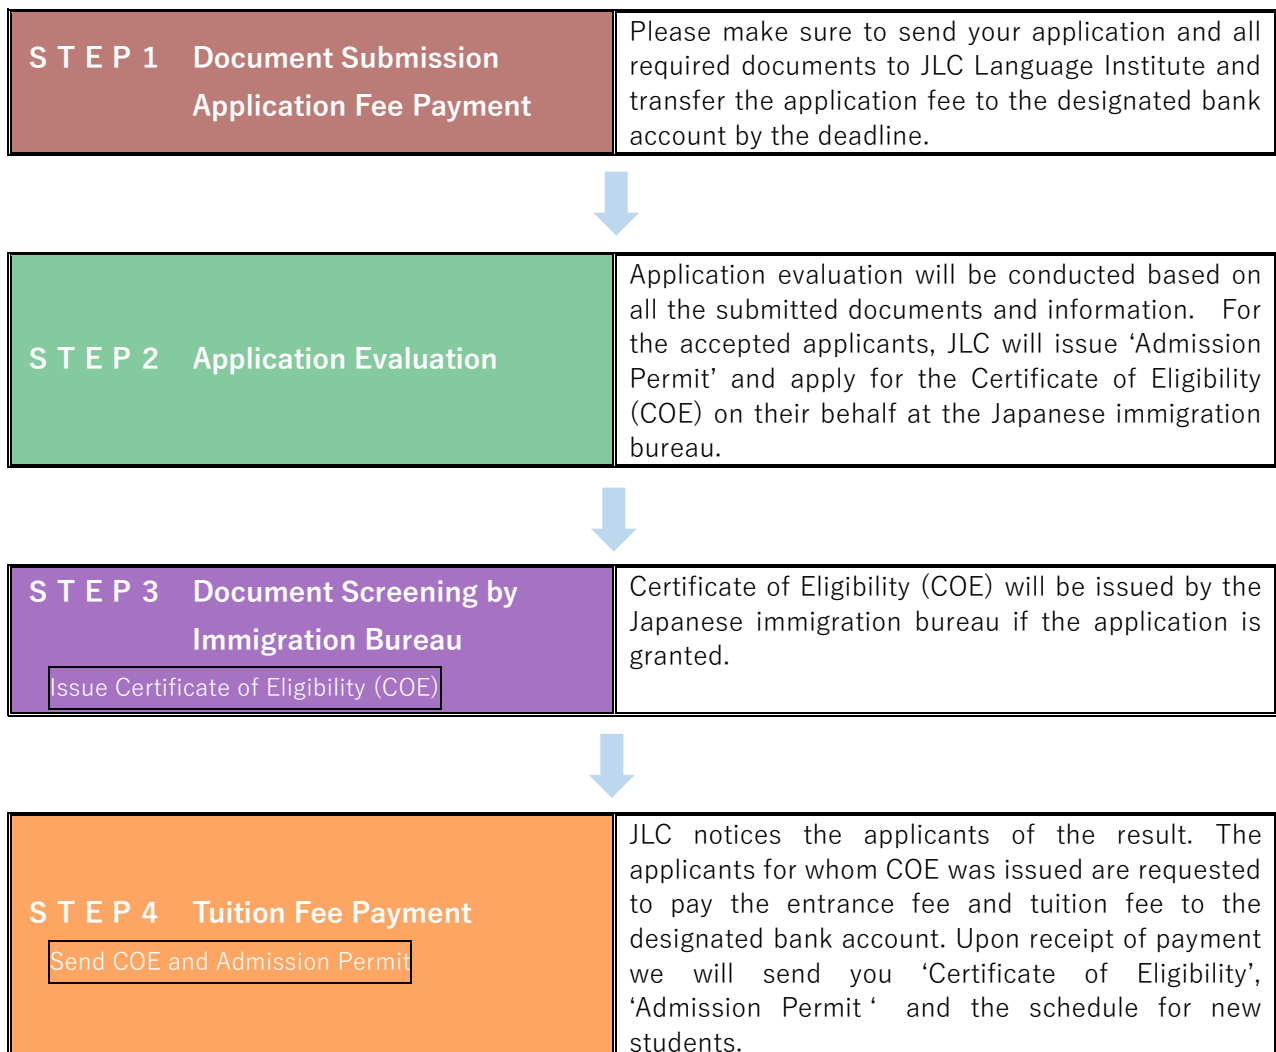 STEP1 Document Submission
Application Fee Payment
Please make sure to send your application and all
required documents to JLC Language Institute and
transfer the application fee to the designated bank
account by the deadline.
STEP2 Application Evaluation
Application evaluation will be conducted based on
all the submitted documents and information. For
the accepted applicants, JLC will issue ‘Admission
Permit’ and apply for the Certificate of Eligibility
(COE) on their behalf at the Japanese immigration
bureau.
STEP3 Document Screening by
Immigration Bureau
Issue Certificate of Eligibility (COE)
Certificate of Eligibility (COE) will be issued by the
Japanese immigration bureau if the application is
granted.
STEP4 Tuition Fee Payment
Send COE and Admission Permit
JLC notices the applicants of the result. The
applicants for whom COE was issued are requested
to pay the entrance fee and tuition fee to the
designated bank account. Upon receipt of payment
we will send you ‘Certificate of Eligibility’,
‘Admission Permit‘ and the schedule for new
students.